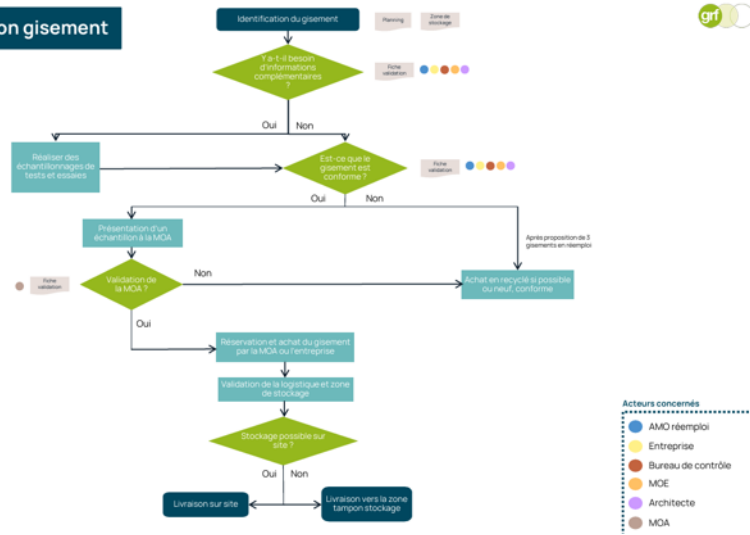 on gisement
Identification du gisement
Planning
Zone de
stockage
grf
Y a-t-il besoin
d'informations
complémentaires
?
Fiche
validation
Oui
Non
Réaliser des
échantillonnages de
tests et essaies
Est-ce que le
gisement est
conforme ?
Fiche
validation
Oui
Non
Présentation d'un
échantillon à la MOA
Après proposition de 3
gisements en réemploi
Fiche
validation
Validation de
la MOA ?
Non
Achat en recyclé si possible
ou neuf, conforme
Oui
Réservation et achat du gisement
par la MOA ou l'entreprise
Validation de la logistique et zone
de stockage
Stockage possible sur
site ?
Oui
Non
Livraison sur site
Livraison vers la zone
tampon stockage
Acteurs concernés
AMO réemploi
Entreprise
Bureau de contrôle
MOE
Architecte
MOA